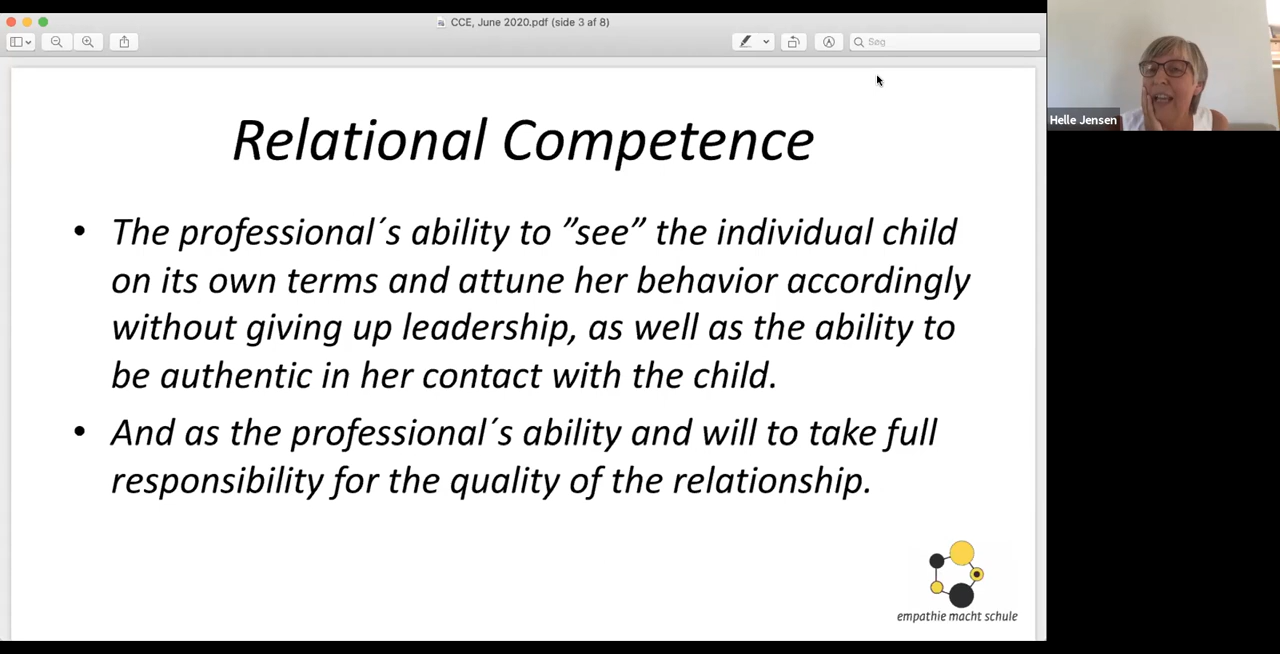 CCE, June 2020.pdf (side 3 af 8)
Søg
Helle Jensen
Relational Competence
• The professional´s ability to ”see” the individual child
on its own terms and attune her behavior accordingly
without giving up leadership, as well as the ability to
be authentic in her contact with the child.
• And as the professional´s ability and will to take full
responsibility for the quality of the relationship.
empathie macht schule